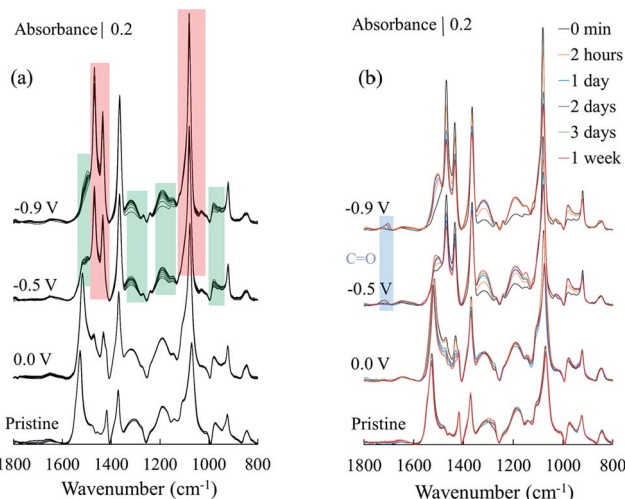 Absorbance | 0.2
(a)
-0.9 V
-0.5 V
0.0 V
Pristine
1800 1600 1400 1200 1000 800
Wavenumber (cm-1)
Absorbance | 0.2
(b)
0 min
2 hours
1 day
2 days
3 days
1 week
-0.9 V
C=O
-0.5 V
0.0 V
Pristine
1800 1600 1400 1200 1000 800
Wavenumber (cm-1)